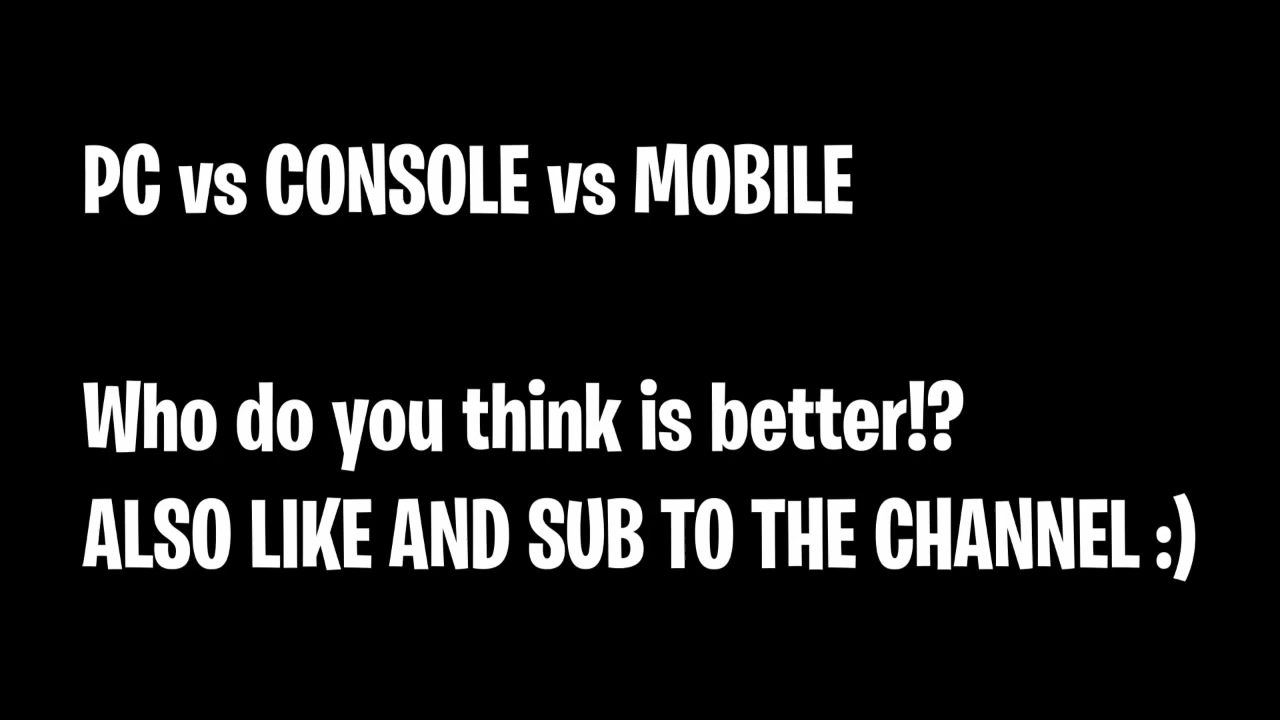 PC vs CONSOLE vs MOBILE
Who do you think is better!?
ALSO LIKE AND SUB TO THE CHANNEL :)